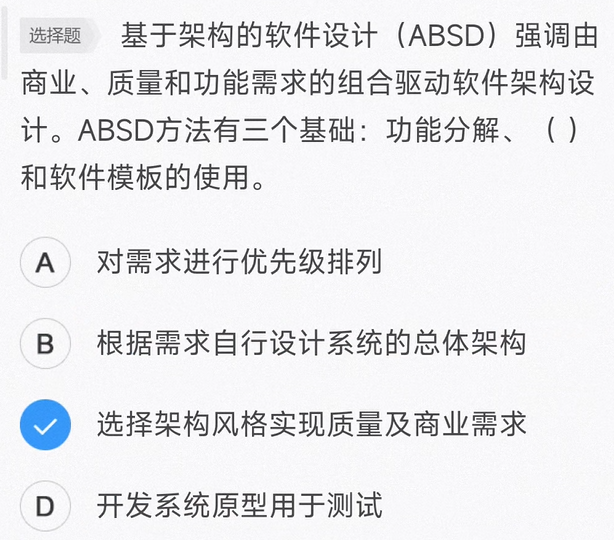 选择题 基于架构的软件设计（ABSD）强调由
商业、质量和功能需求的组合驱动软件架构设
计。ABSD方法有三个基础：功能分解、（ ）
和软件模板的使用。
A 对需求进行优先级排列
B 根据需求自行设计系统的总体架构
选择架构风格实现质量及商业需求
D 开发系统原型用于测试